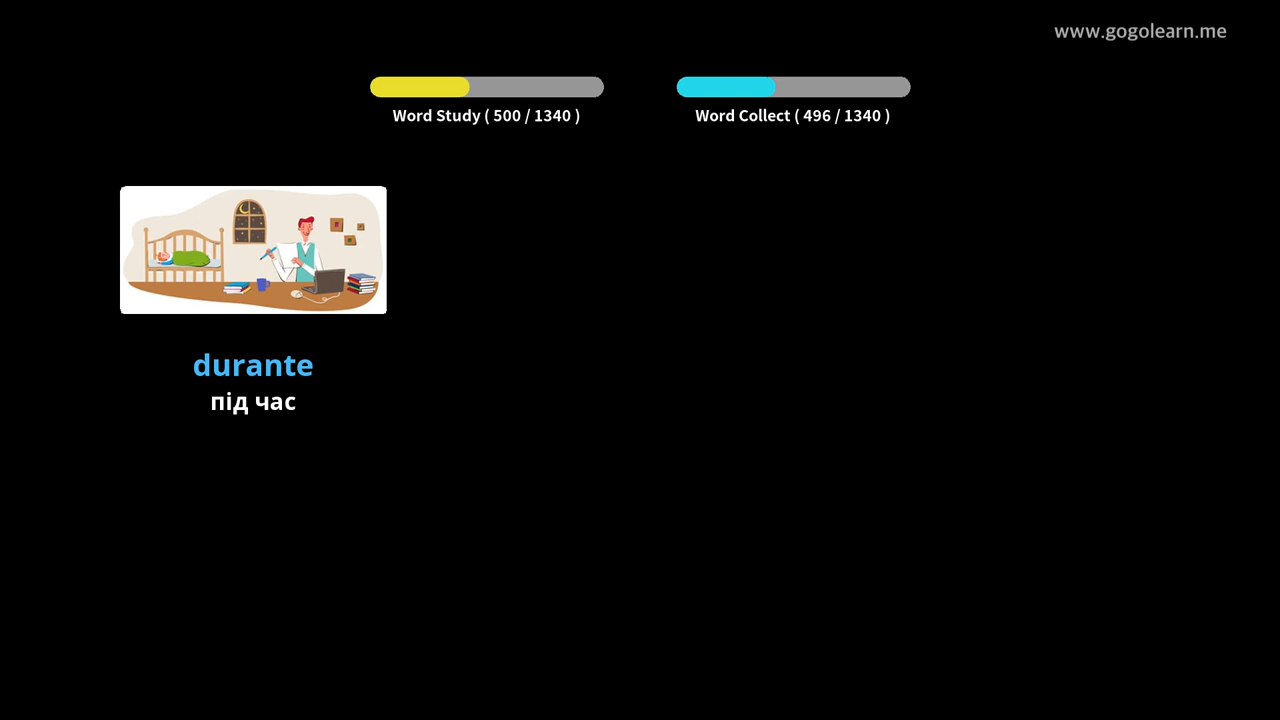 www.gogolearn.me
Word Study ( 500 / 1340 )
Word Collect ( 496 / 1340 )
durante
під час